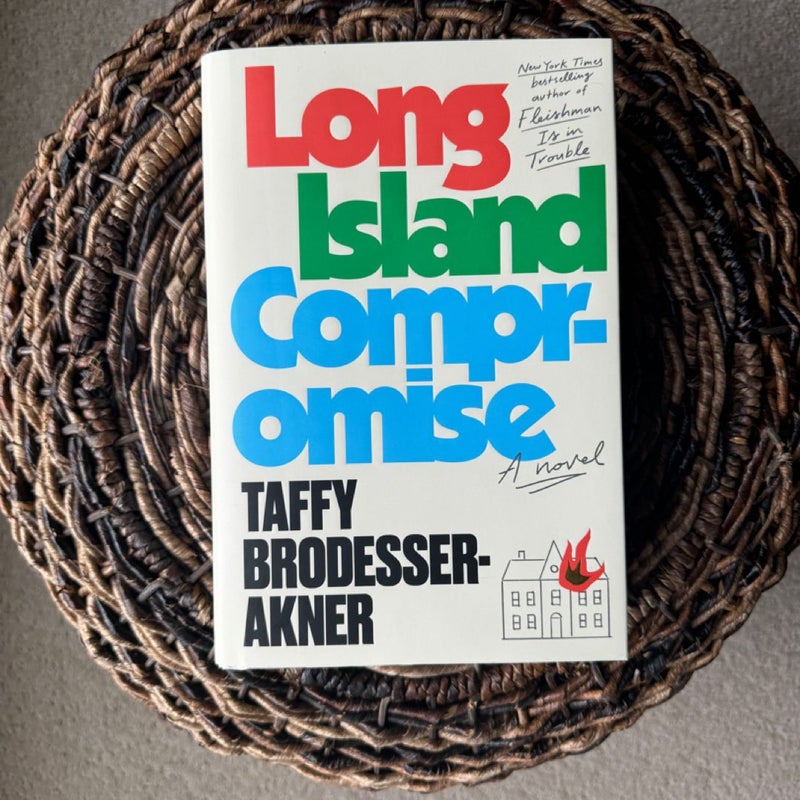 Long
Island
Compr-
omise
New York Times
bestselling
author of
Fleishman
Is in
Trouble
A novel
TAFFY
BRODESSER-
AKNER